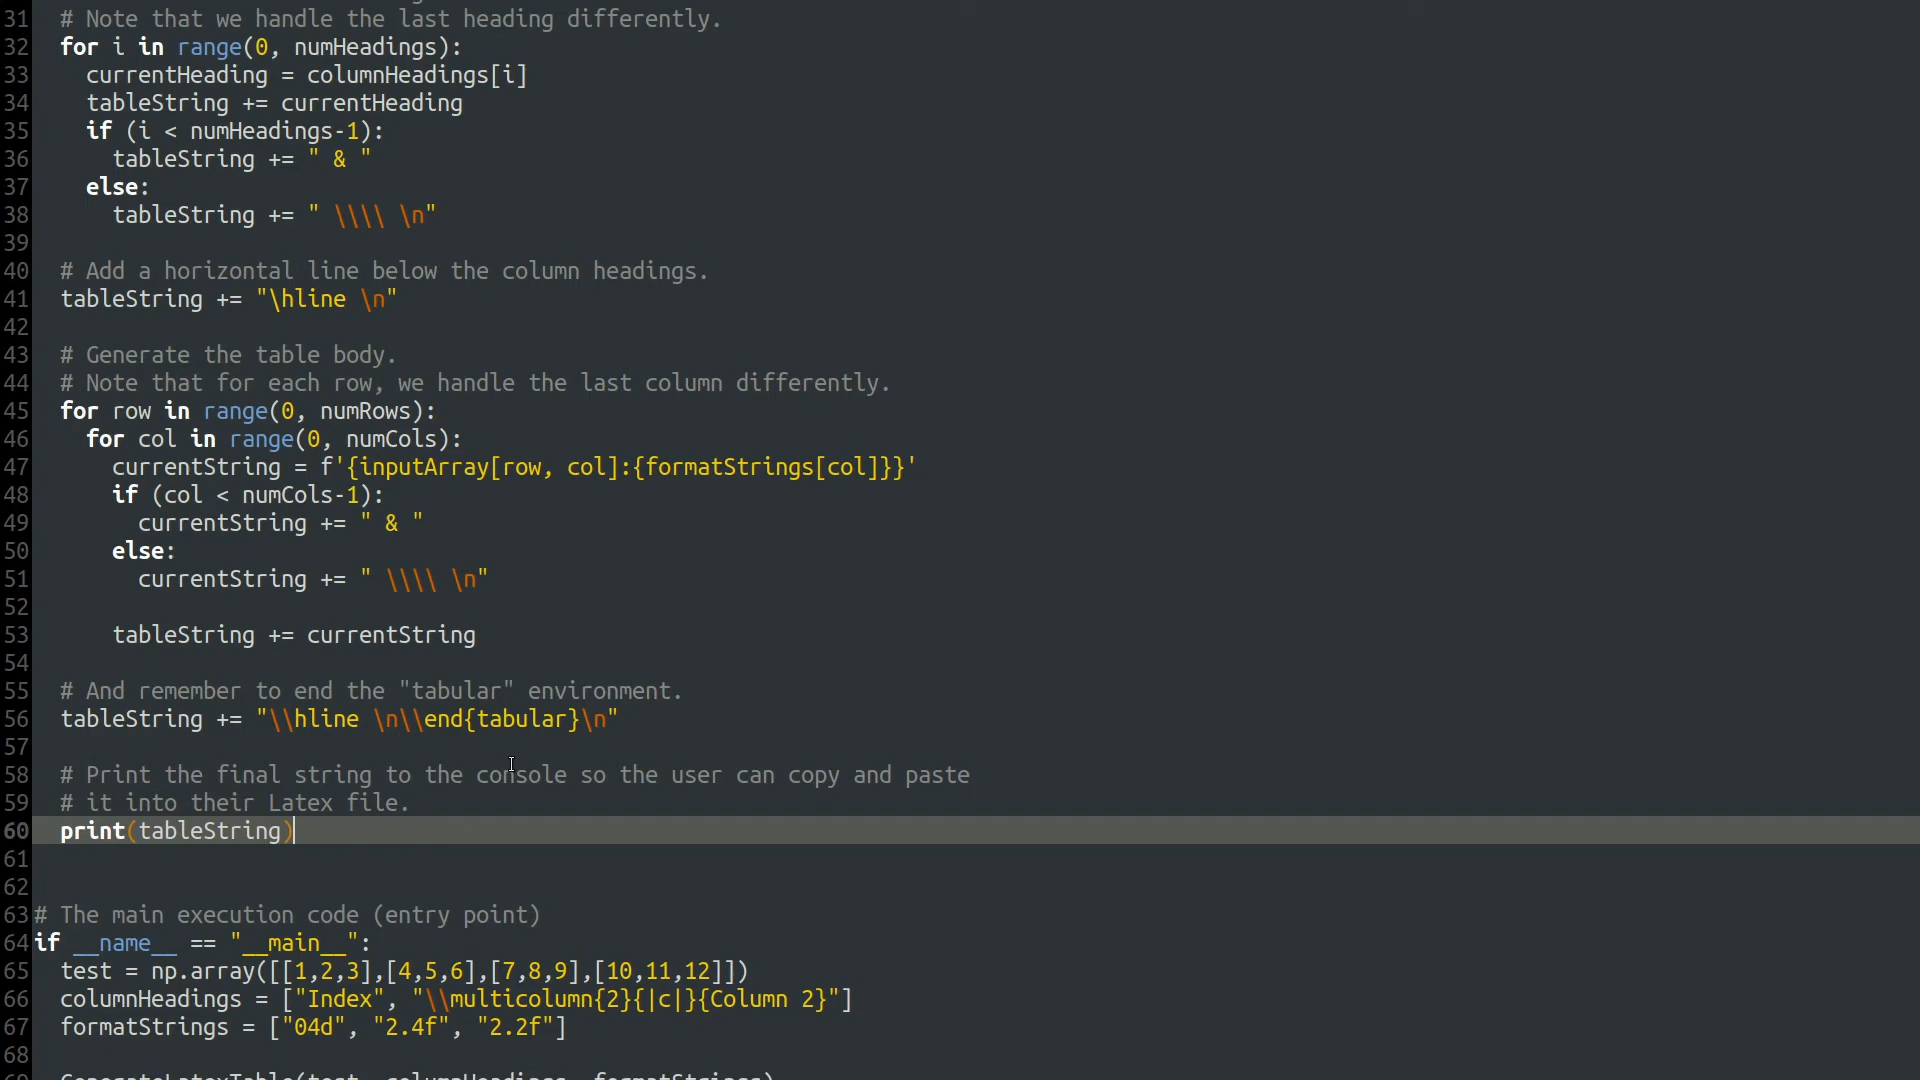 31 # Note that we handle the last heading differently.
32 for i in range(0, numHeadings):
33 currentHeading = columnHeadings[i]
34 tableString += currentHeading
35 if (i < numHeadings-1):
36 tableString += " & "
37 else:
38 tableString += " \\\\ \n"
39
40 # Add a horizontal line below the column headings.
41 tableString += "\hline \n"
42
43 # Generate the table body.
44 # Note that for each row, we handle the last column differently.
45 for row in range(0, numRows):
46 for col in range(0, numCols):
47 currentString = f'{inputArray[row, col]:{formatStrings[col]}}'
48 if (col < numCols-1):
49 currentString += " & "
50 else:
51 currentString += " \\\\ \n"
52
53 tableString += currentString
54
55 # And remember to end the "tabular" environment.
56 tableString += "\\hline \n\\end{tabular}\n"
57
58 # Print the final string to the console so the user can copy and paste
59 # it into their Latex file.
60 print(tableString)
61
62
63 # The main execution code (entry point)
64 if __name__ == "__main__":
65 test = np.array([[1,2,3],[4,5,6],[7,8,9],[10,11,12]])
66 columnHeadings = ["Index", "\\multicolumn{2}{|c|}{Column 2}"]
67 formatStrings = ["04d", "2.4f", "2.2f"]
68
69 GenerateLatexTable(test, columnHeadings, formatStrings)